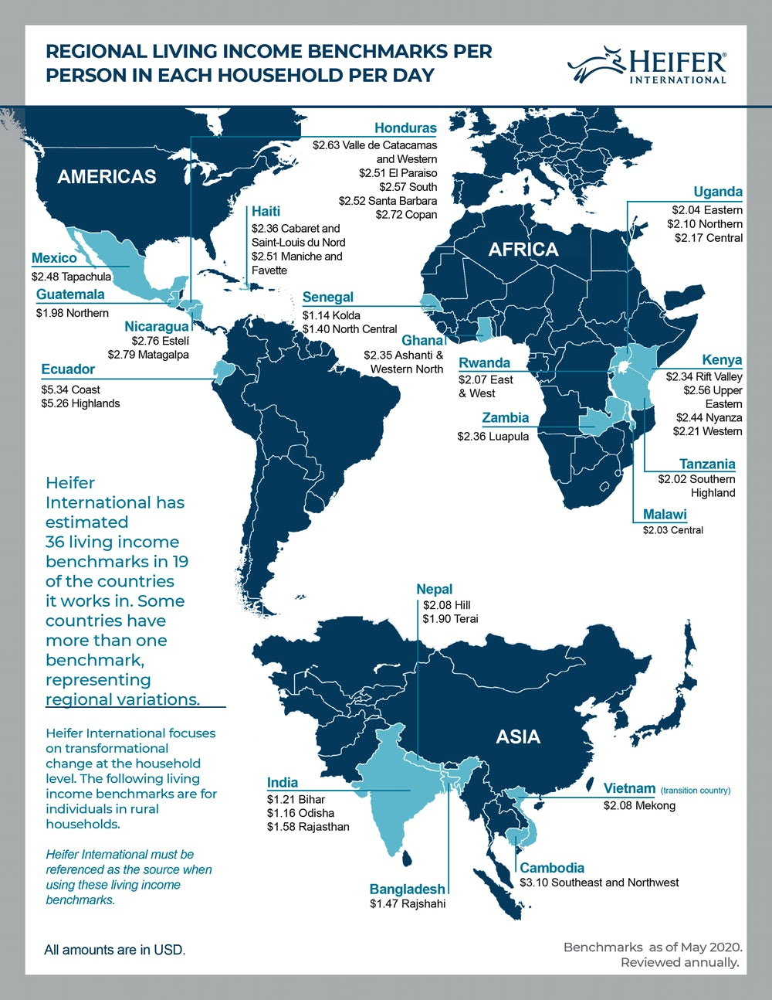 REGIONAL LIVING INCOME BENCHMARKS PER
PERSON IN EACH HOUSEHOLD PER DAY
HEIFER®
INTERNATIONAL
AMERICAS
Honduras
$2.63 Valle de Catacamas
and Western
$2.51 El Paraiso
$2.57 South
$2.52 Santa Barbara
$2.72 Copan
Haiti
$2.36 Cabaret and
Saint-Louis du Nord
$2.51 Maniche and
Favette
Mexico
$2.48 Tapachula
Guatemala
$1.98 Northern
Nicaragua
$2.76 Estelí
$2.79 Matagalpa
Ecuador
$5.34 Coast
$5.26 Highlands
AFRICA
Uganda
$2.04 Eastern
$2.10 Northern
$2.17 Central
Senegal
$1.14 Kolda
$1.40 North Central
Ghana
$2.35 Ashanti &
Western North
Rwanda
$2.07 East
& West
Zambia
$2.36 Luapula
Kenya
$2.34 Rift Valley
$2.56 Upper
Eastern
$2.44 Nyanza
$2.21 Western
Tanzania
$2.02 Southern
Highland
Malawi
$2.03 Central
Heifer
International has
estimated
36 living income
benchmarks in 19
of the countries
it works in. Some
countries have
more than one
benchmark,
representing
regional variations.
Heifer International focuses
on transformational
change at the household
level. The following living
income benchmarks are for
individuals in rural
households.
Heifer International must be
referenced as the source when
using these living income
benchmarks.
Nepal
$2.08 Hill
$1.90 Terai
ASIA
India
$1.21 Bihar
$1.16 Odisha
$1.58 Rajasthan
Vietnam (transition country)
$2.08 Mekong
Cambodia
$3.10 Southeast and Northwest
Bangladesh
$1.47 Rajshahi
All amounts are in USD.
Benchmarks as of May 2020.
Reviewed annually.